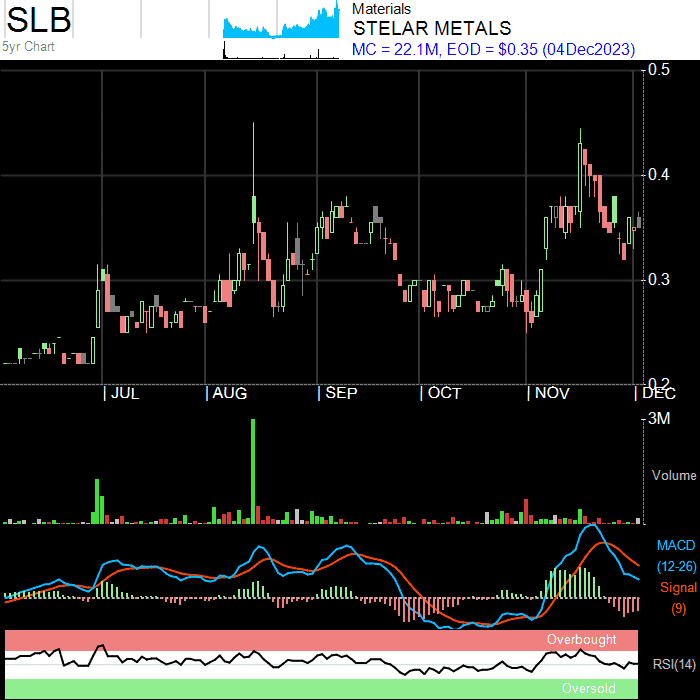 SLB
5yr Chart
Materials
STELAR METALS
MC = 22.1M, EOD = $0.35 (04Dec2023)
0.5
0.4
0.3
0.2
| JUL | AUG | SEP | OCT | NOV | DEC
3M
Volume
MACD
(12-26)
Signal
(9)
Overbought
RSI(14)
Oversold